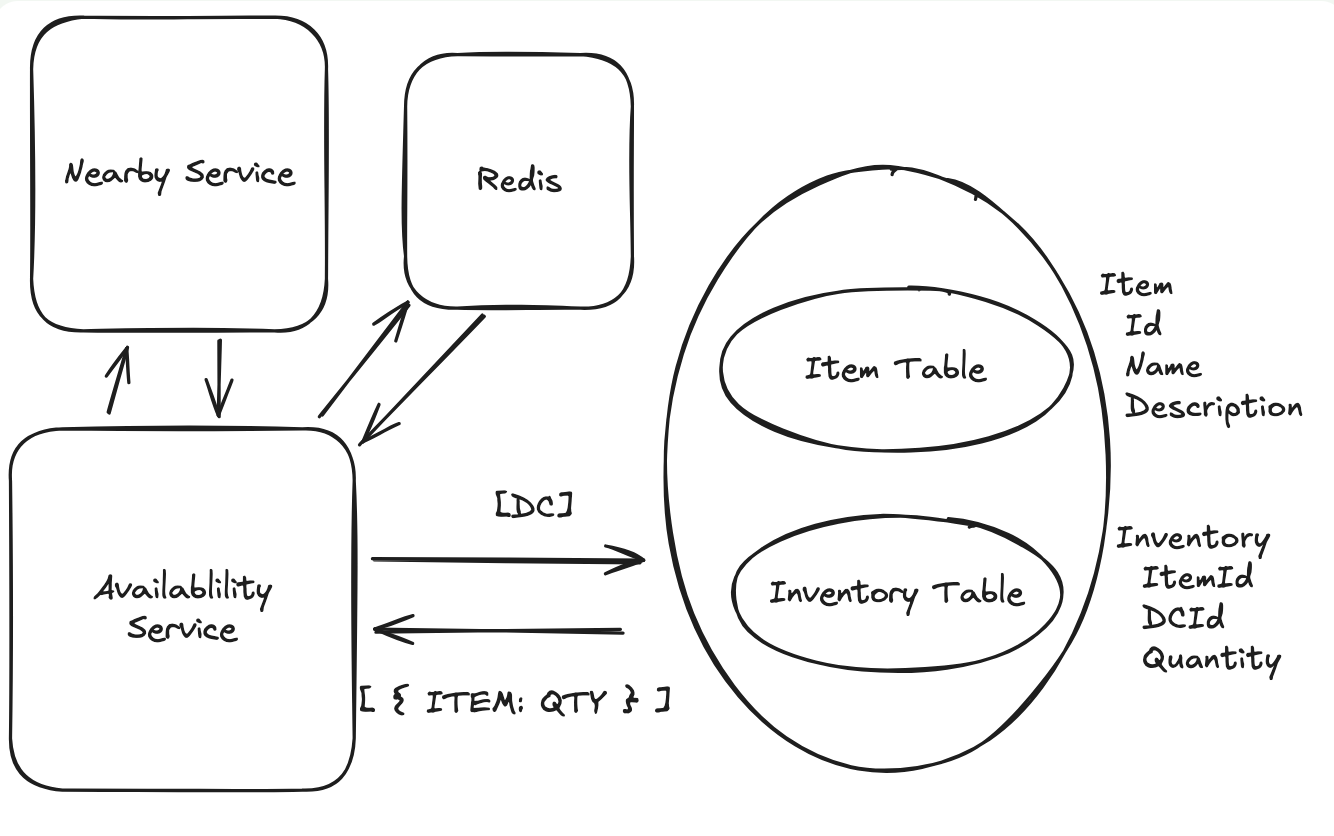 Nearby Service
Redis
Item Table
Item
Id
Name
Description
[DC]
Availablility
Service
Inventory Table
Inventory
ItemId
DCId
Quantity
[ { ITEM: QTY } ]